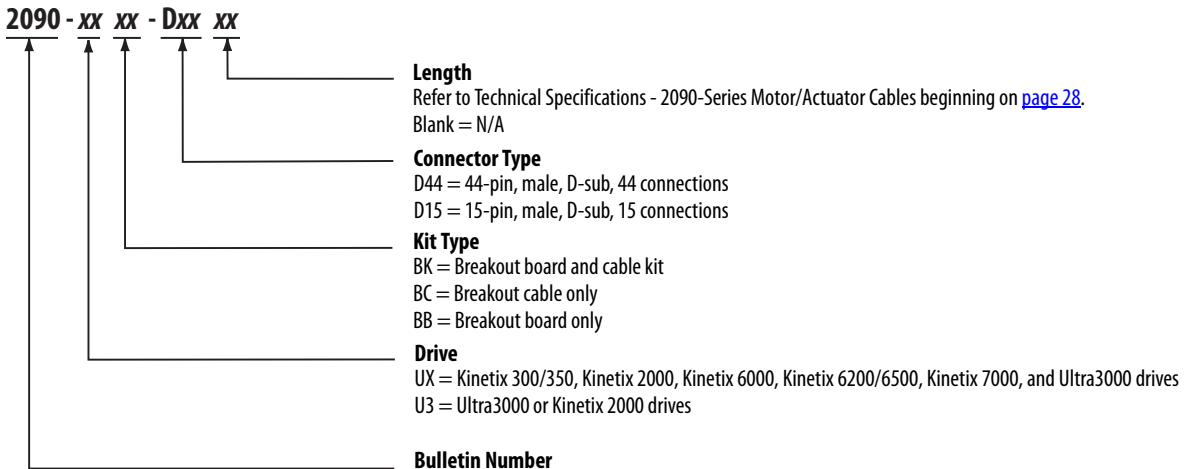 2090 - xx xx - Dxx xx
Length
Refer to Technical Specifications - 2090-Series Motor/Actuator Cables beginning on page 28.
Blank = N/A
Connector Type
D44 = 44-pin, male, D-sub, 44 connections
D15 = 15-pin, male, D-sub, 15 connections
Kit Type
BK = Breakout board and cable kit
BC = Breakout cable only
BB = Breakout board only
Drive
UX = Kinetix 300/350, Kinetix 2000, Kinetix 6000, Kinetix 6200/6500, Kinetix 7000, and Ultra3000 drives
U3 = Ultra3000 or Kinetix 2000 drives
Bulletin Number